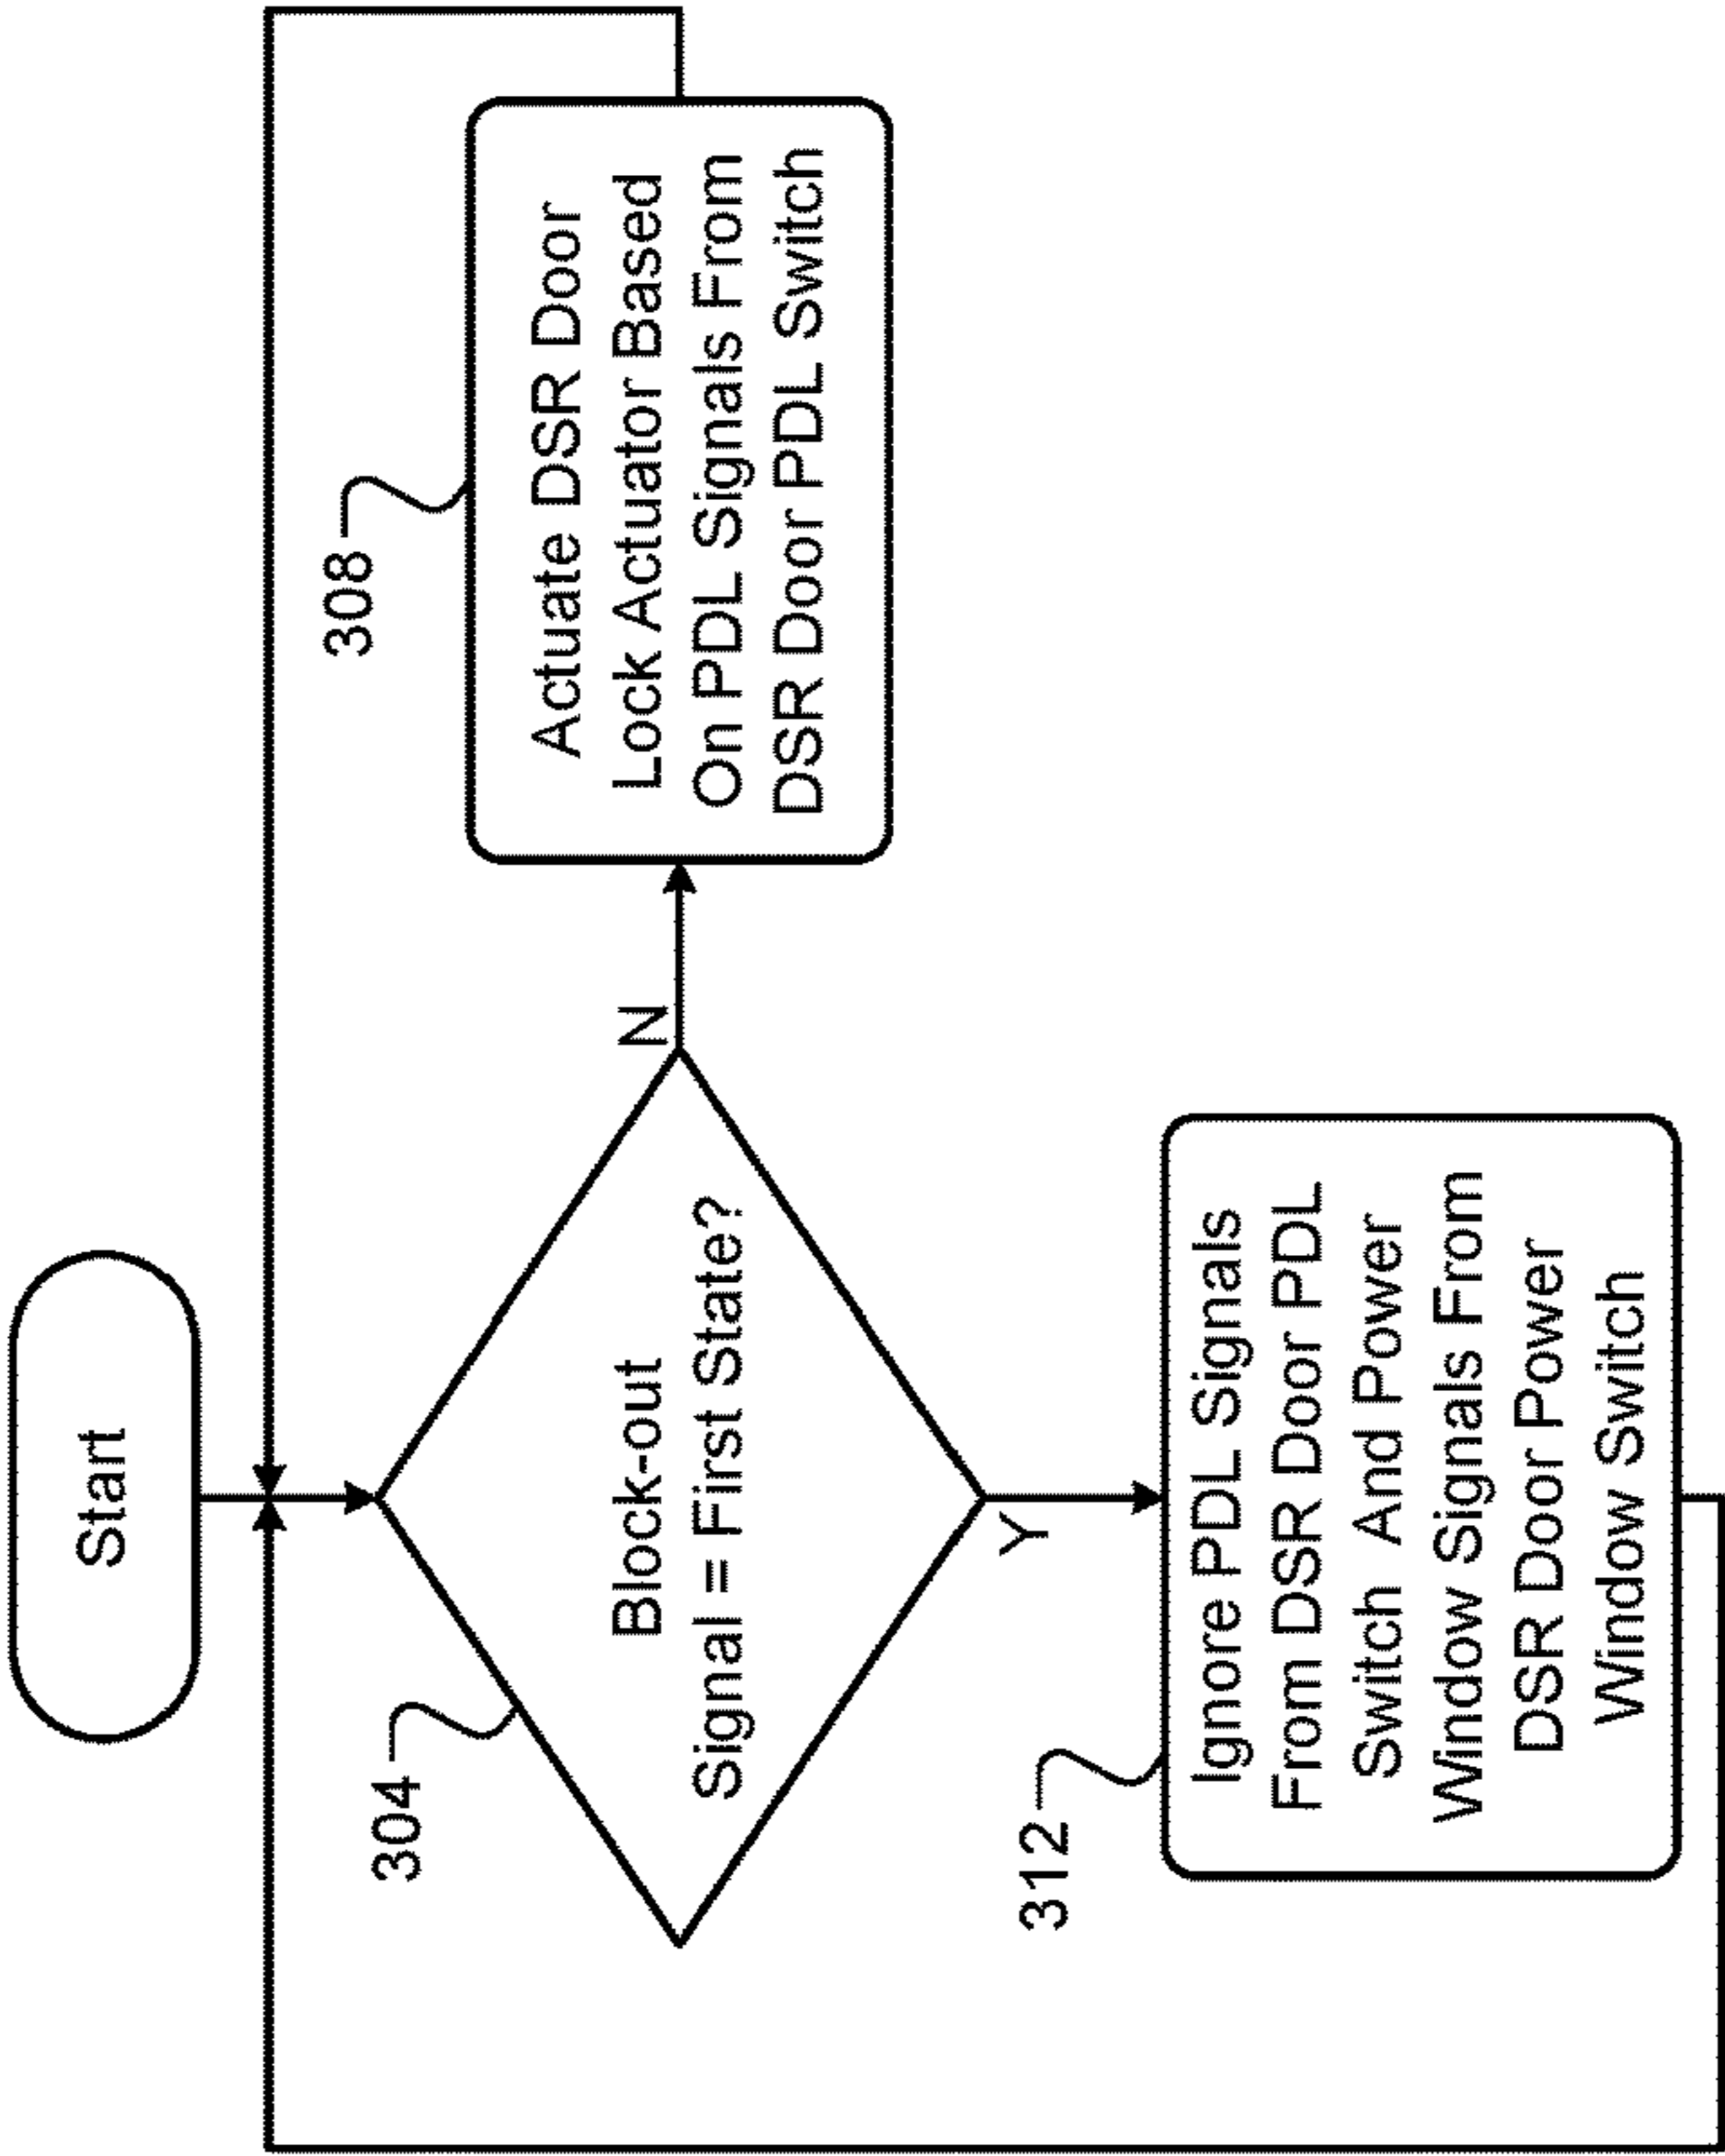 Start
304
Block-out
Signal = First State?
N
308
Actuate DSR Door
Lock Actuator Based
On PDL Signals From
DSR Door PDL Switch
Y
312
Ignore PDL Signals
From DSR Door PDL
Switch And Power
Window Signals From
DSR Door Power
Window Switch